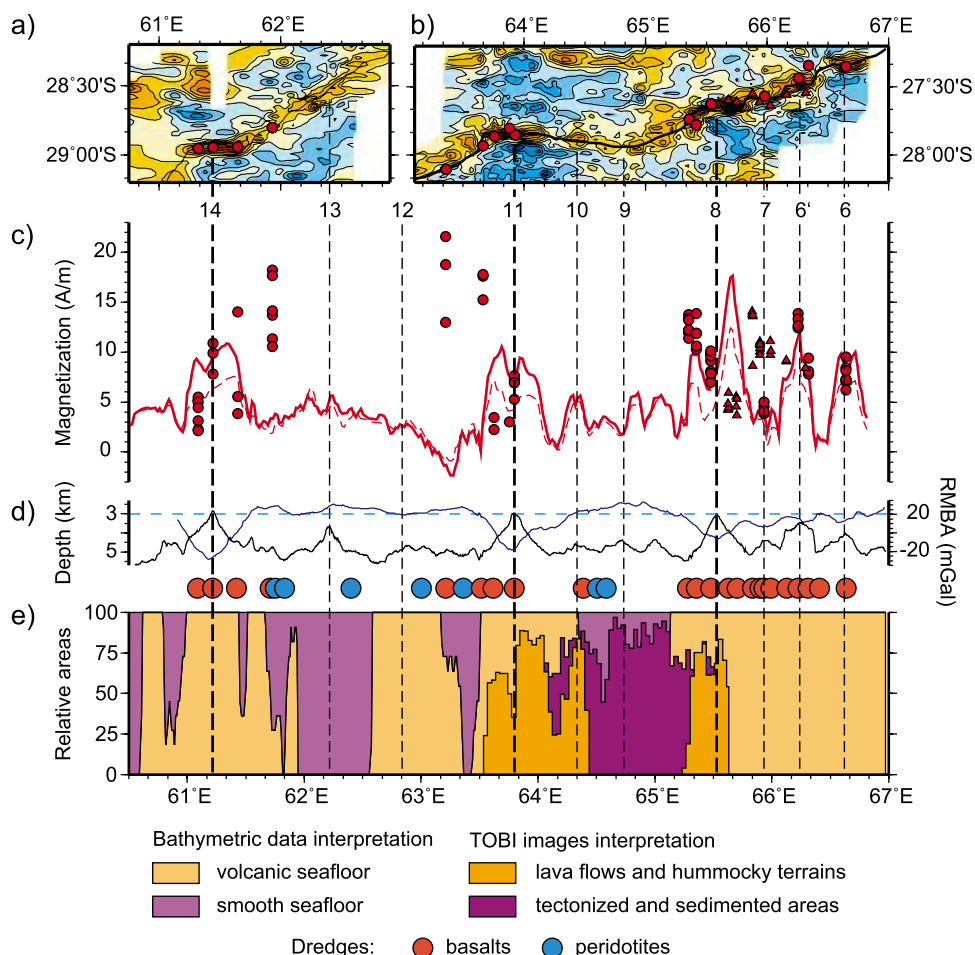 a) 61°E 62°E b) 64°E 65°E 66°E 67°E
28°30'S 27°30'S
29°00'S 28°00'S
14 13 12 11 10 9 8 7 6' 6
c)
Magnetization (A/m)
20
15
10
5
0
d)
Depth (km)
3 20
5 -20
RMBA (mGal)
e)
Relative areas
100
75
50
25
0
61°E 62°E 63°E 64°E 65°E 66°E 67°E
Bathymetric data interpretation TOBI images interpretation
volcanic seafloor lava flows and hummocky terrains
smooth seafloor tectonized and sedimented areas
Dredges: basalts peridotites